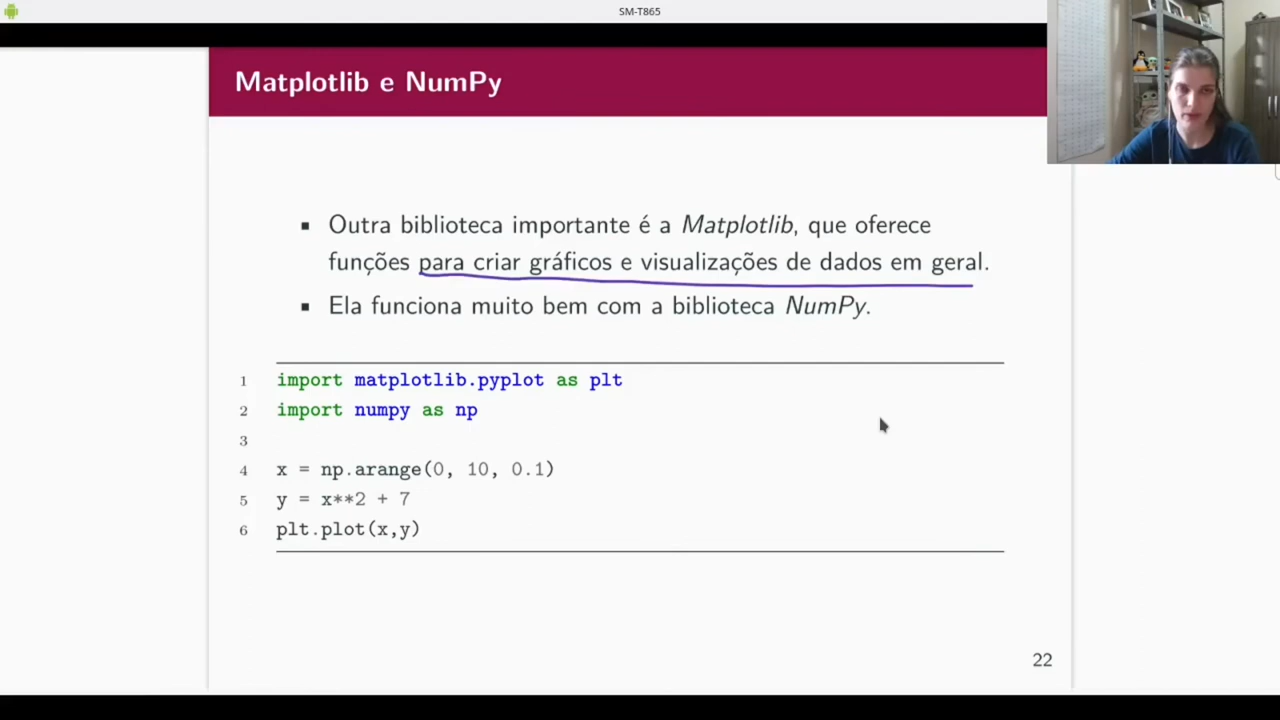 SM-T865
Matplotlib e NumPy
▪ Outra biblioteca importante é a Matplotlib, que oferece
funções para criar gráficos e visualizações de dados em geral.
▪ Ela funciona muito bem com a biblioteca NumPy.
1 import matplotlib.pyplot as plt
2 import numpy as np
3
4 x = np.arange(0, 10, 0.1)
5 y = x**2 + 7
6 plt.plot(x,y)
22